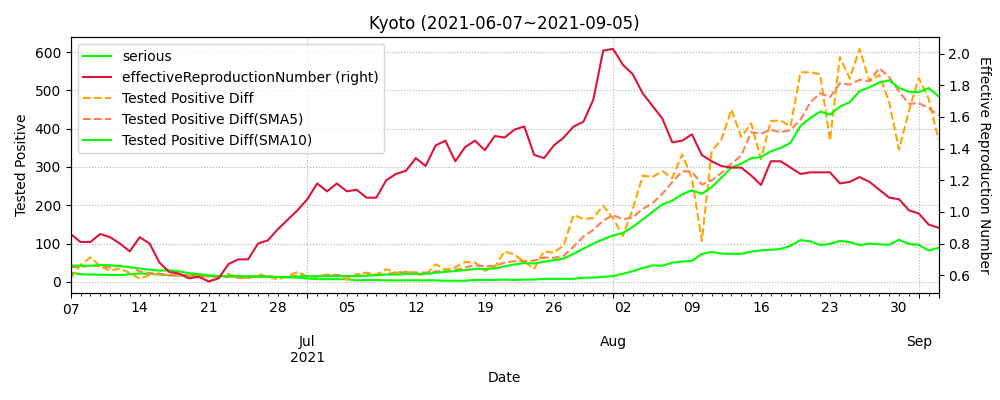 Kyoto (2021-06-07~2021-09-05)
serious
effectiveReproductionNumber (right)
Tested Positive Diff
Tested Positive Diff(SMA5)
Tested Positive Diff(SMA10)
Tested Positive
600
500
400
300
200
100
0
2.0
1.8
1.6
1.4
1.2
1.0
0.8
0.6
Effective Reproduction Number
07 14 21 28 05 12 19 26 02 09 16 23 30
Jul Aug Sep
2021
Date